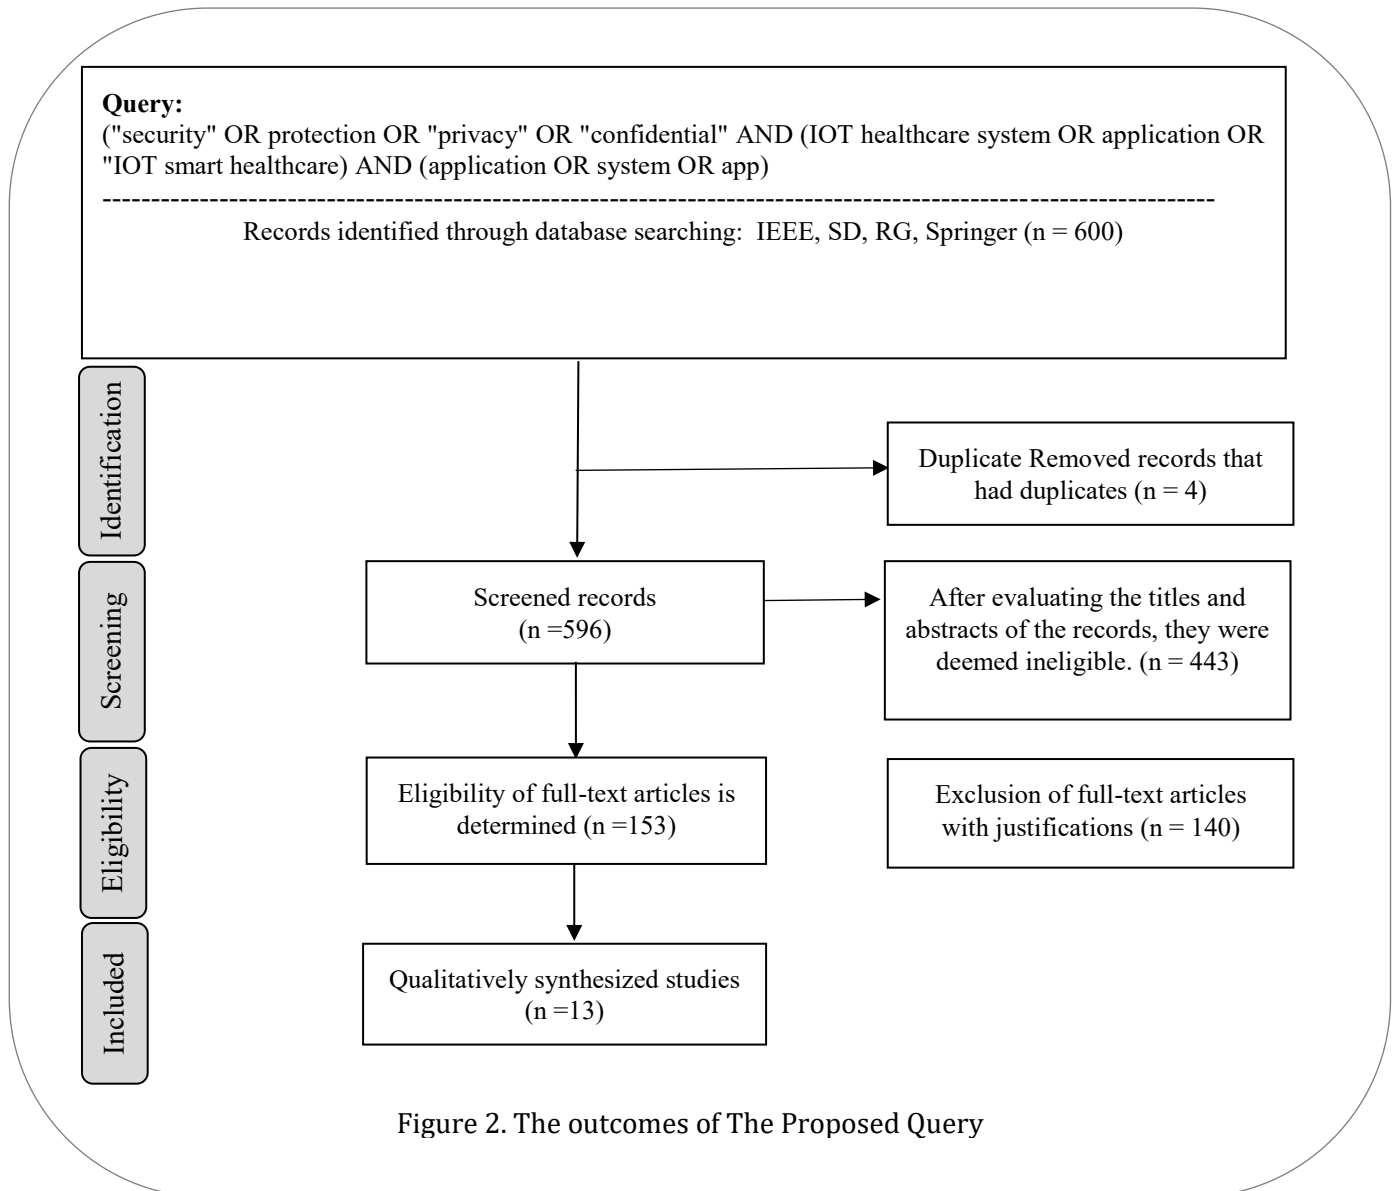 Query:
("security" OR protection OR "privacy" OR "confidential" AND (IOT healthcare system OR application OR
"IOT smart healthcare) AND (application OR system OR app)
Records identified through database searching: IEEE, SD, RG, Springer (n = 600)
Identification
Duplicate Removed records that
had duplicates (n = 4)
Screening
Screened records
(n =596)
After evaluating the titles and
abstracts of the records, they were
deemed ineligible. (n = 443)
Eligibility
Eligibility of full-text articles is
determined (n =153)
Exclusion of full-text articles
with justifications (n = 140)
Included
Qualitatively synthesized studies
(n =13)
Figure 2. The outcomes of The Proposed Query